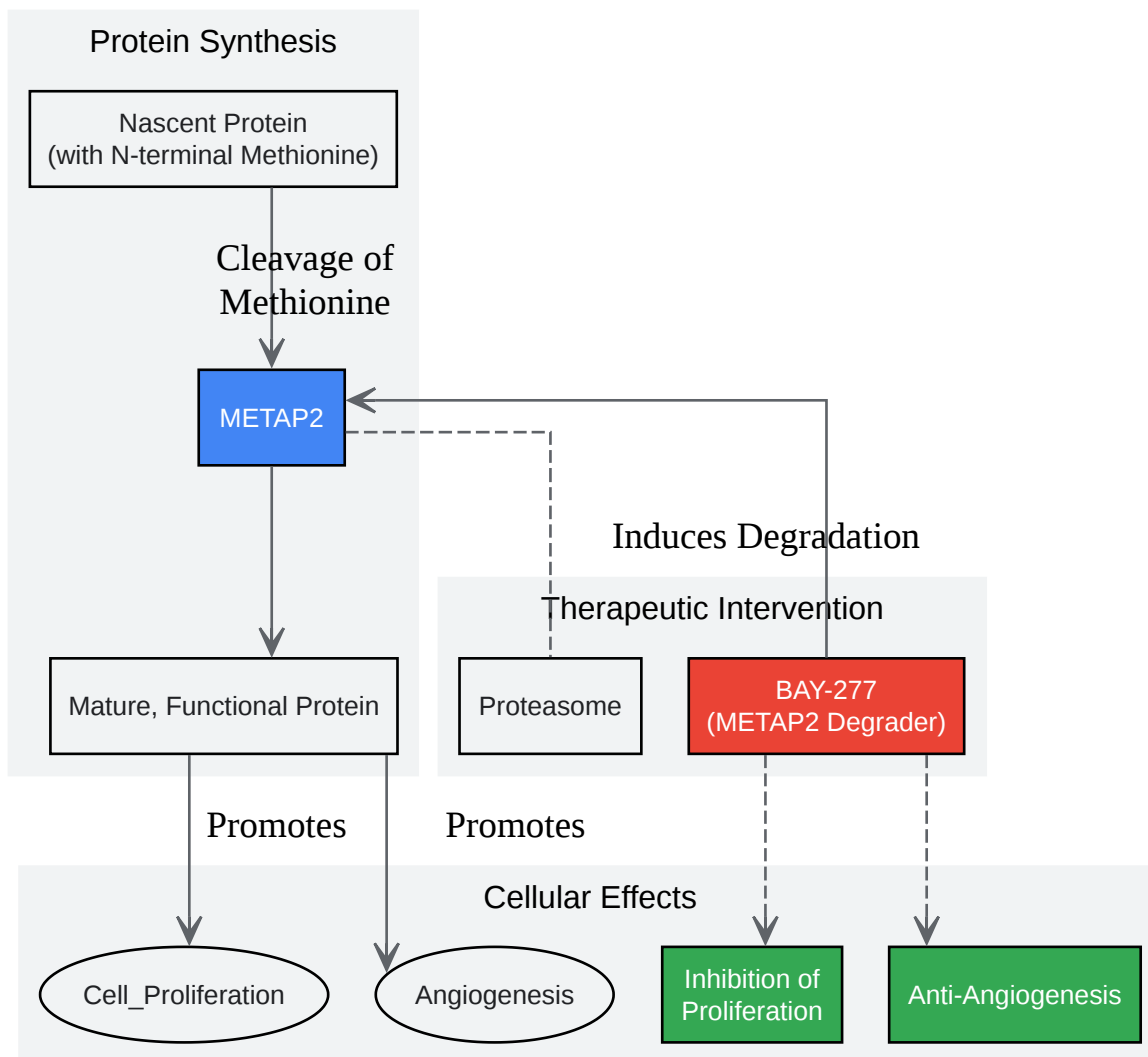 Protein Synthesis
Nascent Protein
(with N-terminal Methionine)
Cleavage of
Methionine
METAP2
Induces Degradation
Therapeutic Intervention
Mature, Functional Protein
Proteasome
BAY-277
(METAP2 Degrader)
Promotes
Promotes
Cellular Effects
Cell_Proliferation
Angiogenesis
Inhibition of
Proliferation
Anti-Angiogenesis